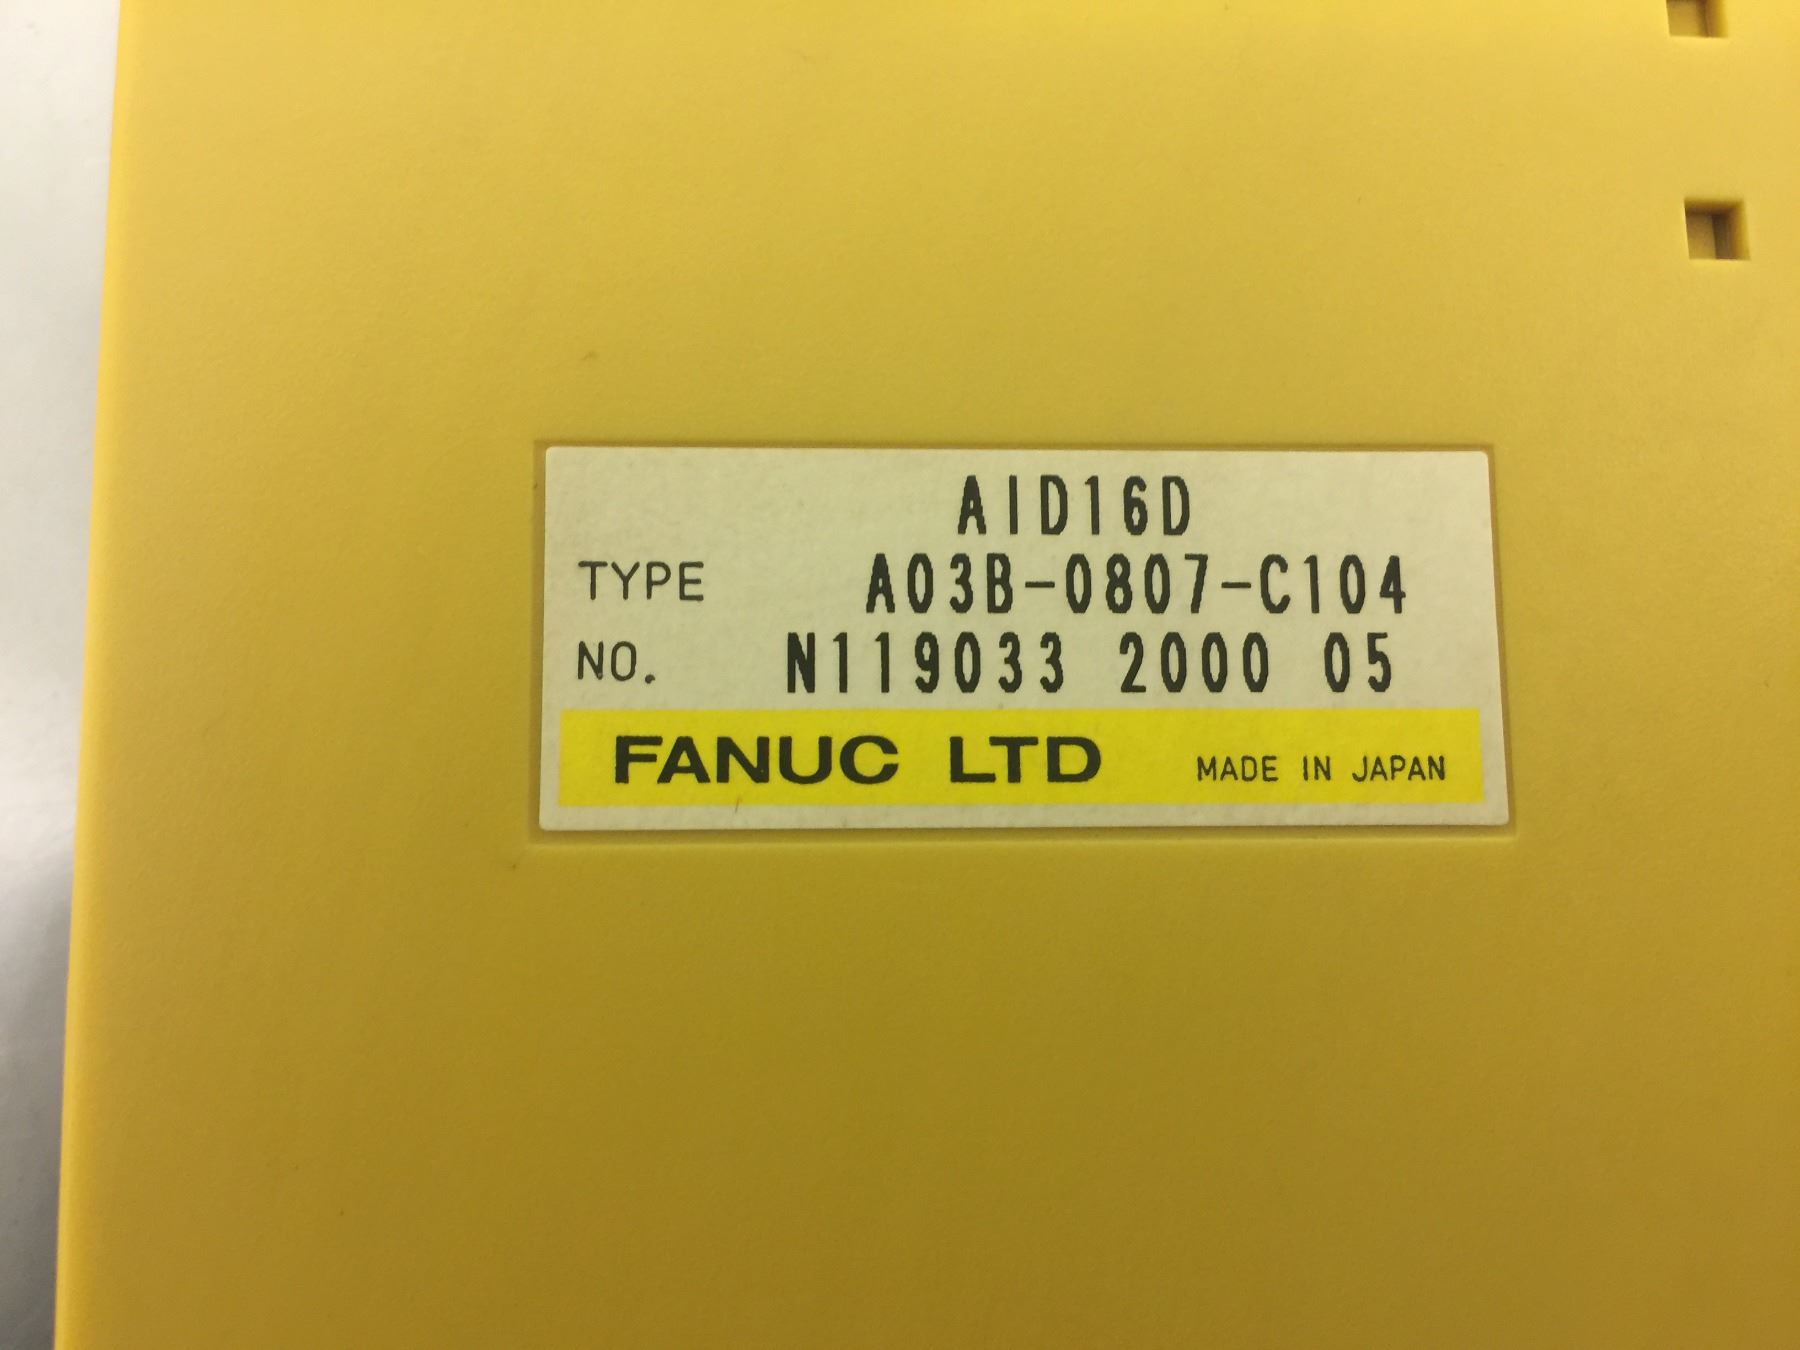 AID16D
TYPE A03B-0807-C104
NO. N119033 2000 05
FANUC LTD MADE IN JAPAN